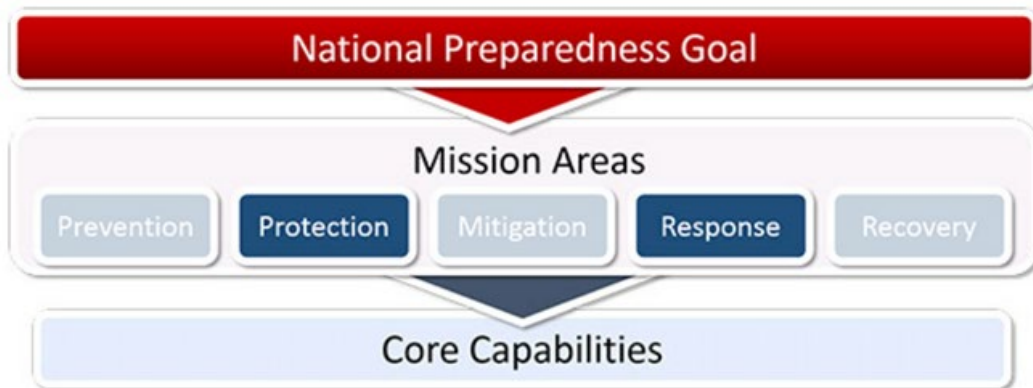 National Preparedness Goal
Mission Areas
Prevention Protection Mitigation Response Recovery
Core Capabilities